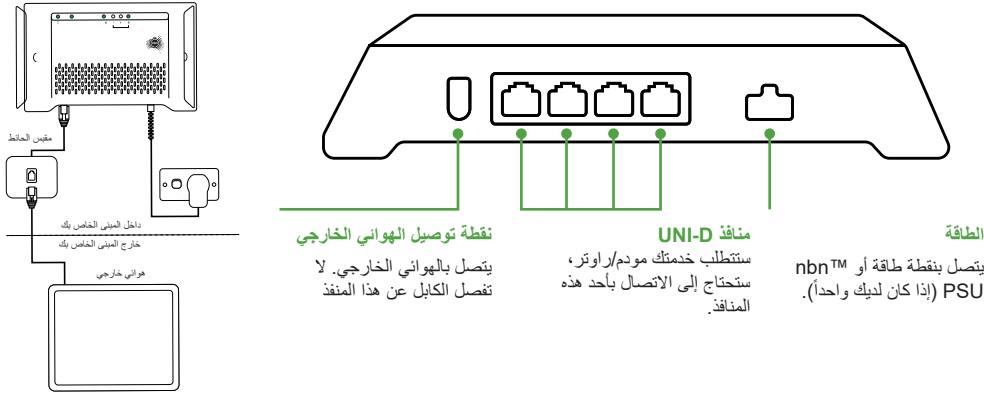 مقبس الحائط
داخل المبنى الخاص بك
خارج المبنى الخاص بك
هوائي خارجي
نقطة توصيل الهوائي الخارجي
يتصل بالهوائي الخارجي. لا
تفصل الكابل عن هذا المنفذ
منافذ UNI-D
ستتطلب خدمتك مودم/راوتر،
ستحتاج إلى الاتصال بأحد هذه
المنافذ.
الطاقة
يتصل بنقطة طاقة أو nbn™
PSU (إذا كان لديك واحداً).